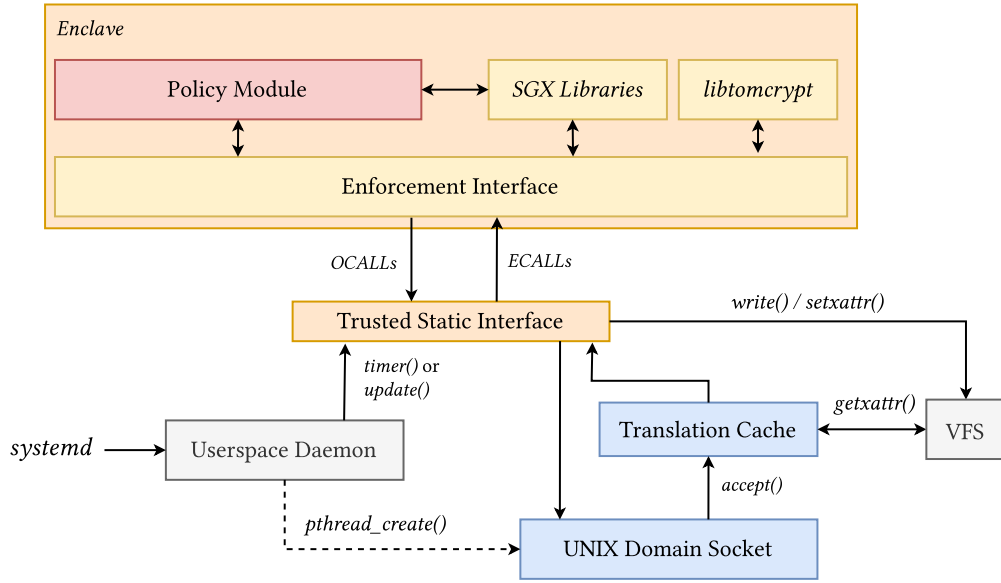 Enclave
Policy Module
SGX Libraries
libtomcrypt
Enforcement Interface
OCALLs
ECALLs
write() / setxattr()
Trusted Static Interface
timer() or
update()
getxattr()
systemd
Userspace Daemon
Translation Cache
VFS
accept()
pthread_create()
UNIX Domain Socket